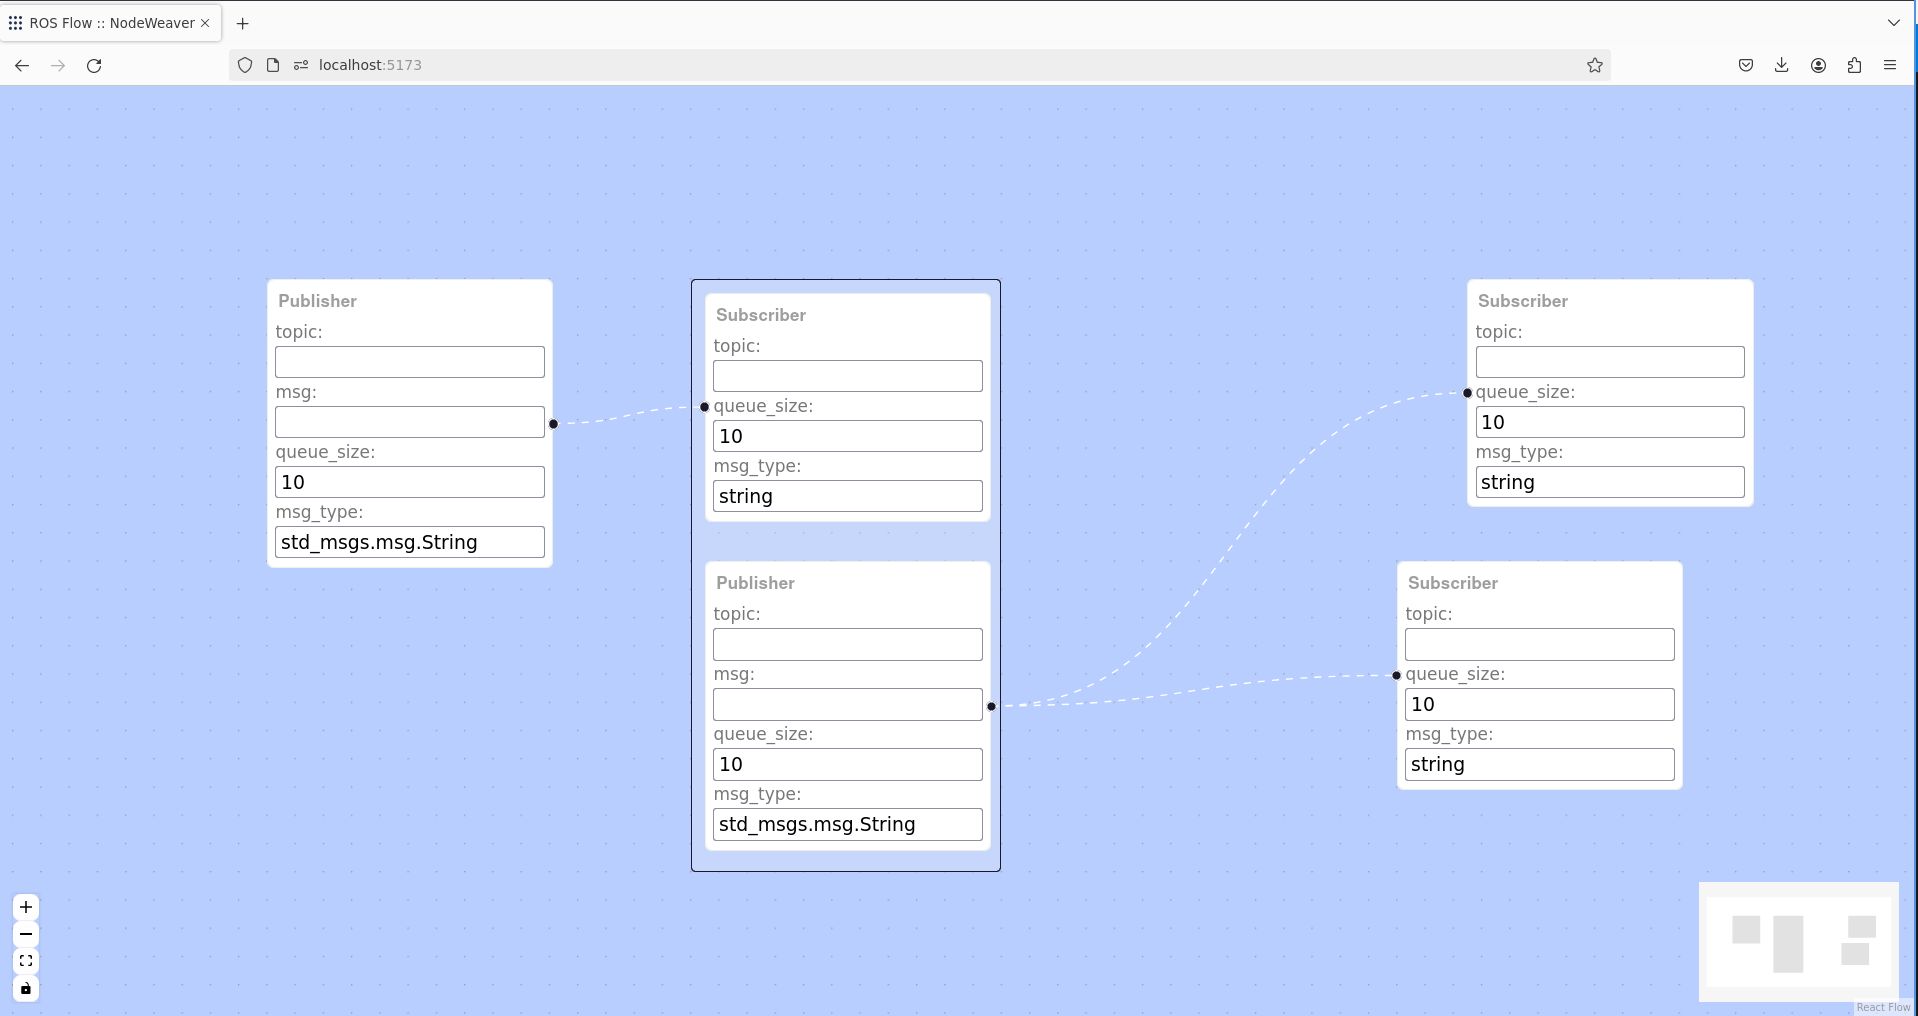 ROS Flow :: NodeWeaver
localhost:5173
Publisher
topic:
msg:
queue_size:
10
msg_type:
std_msgs.msg.String
Subscriber
topic:
queue_size:
10
msg_type:
string
Publisher
topic:
msg:
queue_size:
10
msg_type:
std_msgs.msg.String
Subscriber
topic:
queue_size:
10
msg_type:
string
Subscriber
topic:
queue_size:
10
msg_type:
string
React Flow